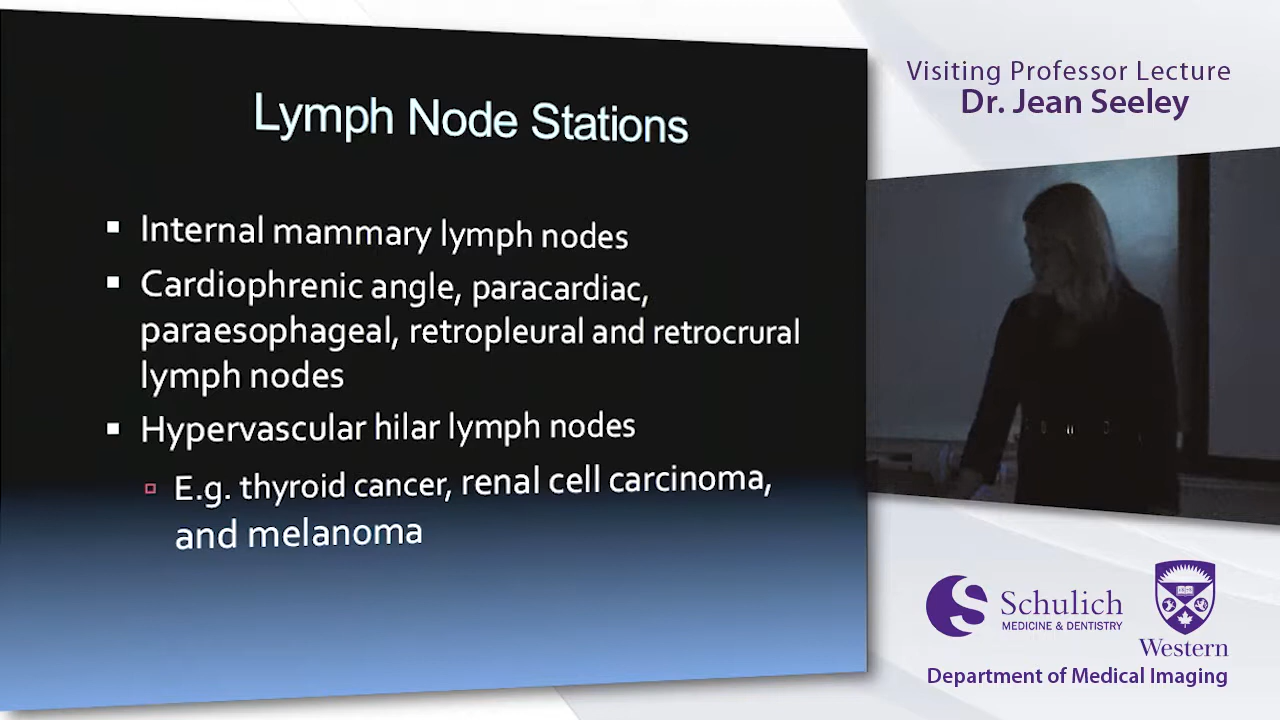 Lymph Node Stations
Internal mammary lymph nodes
Cardiophrenic angle, paracardiac,
paraesophageal, retropleural and retrocrural
lymph nodes
Hypervascular hilar lymph nodes
E.g. thyroid cancer, renal cell carcinoma,
and melanoma
Visiting Professor Lecture
Dr. Jean Seeley
Schulich
MEDICINE & DENTISTRY
Western
Department of Medical Imaging